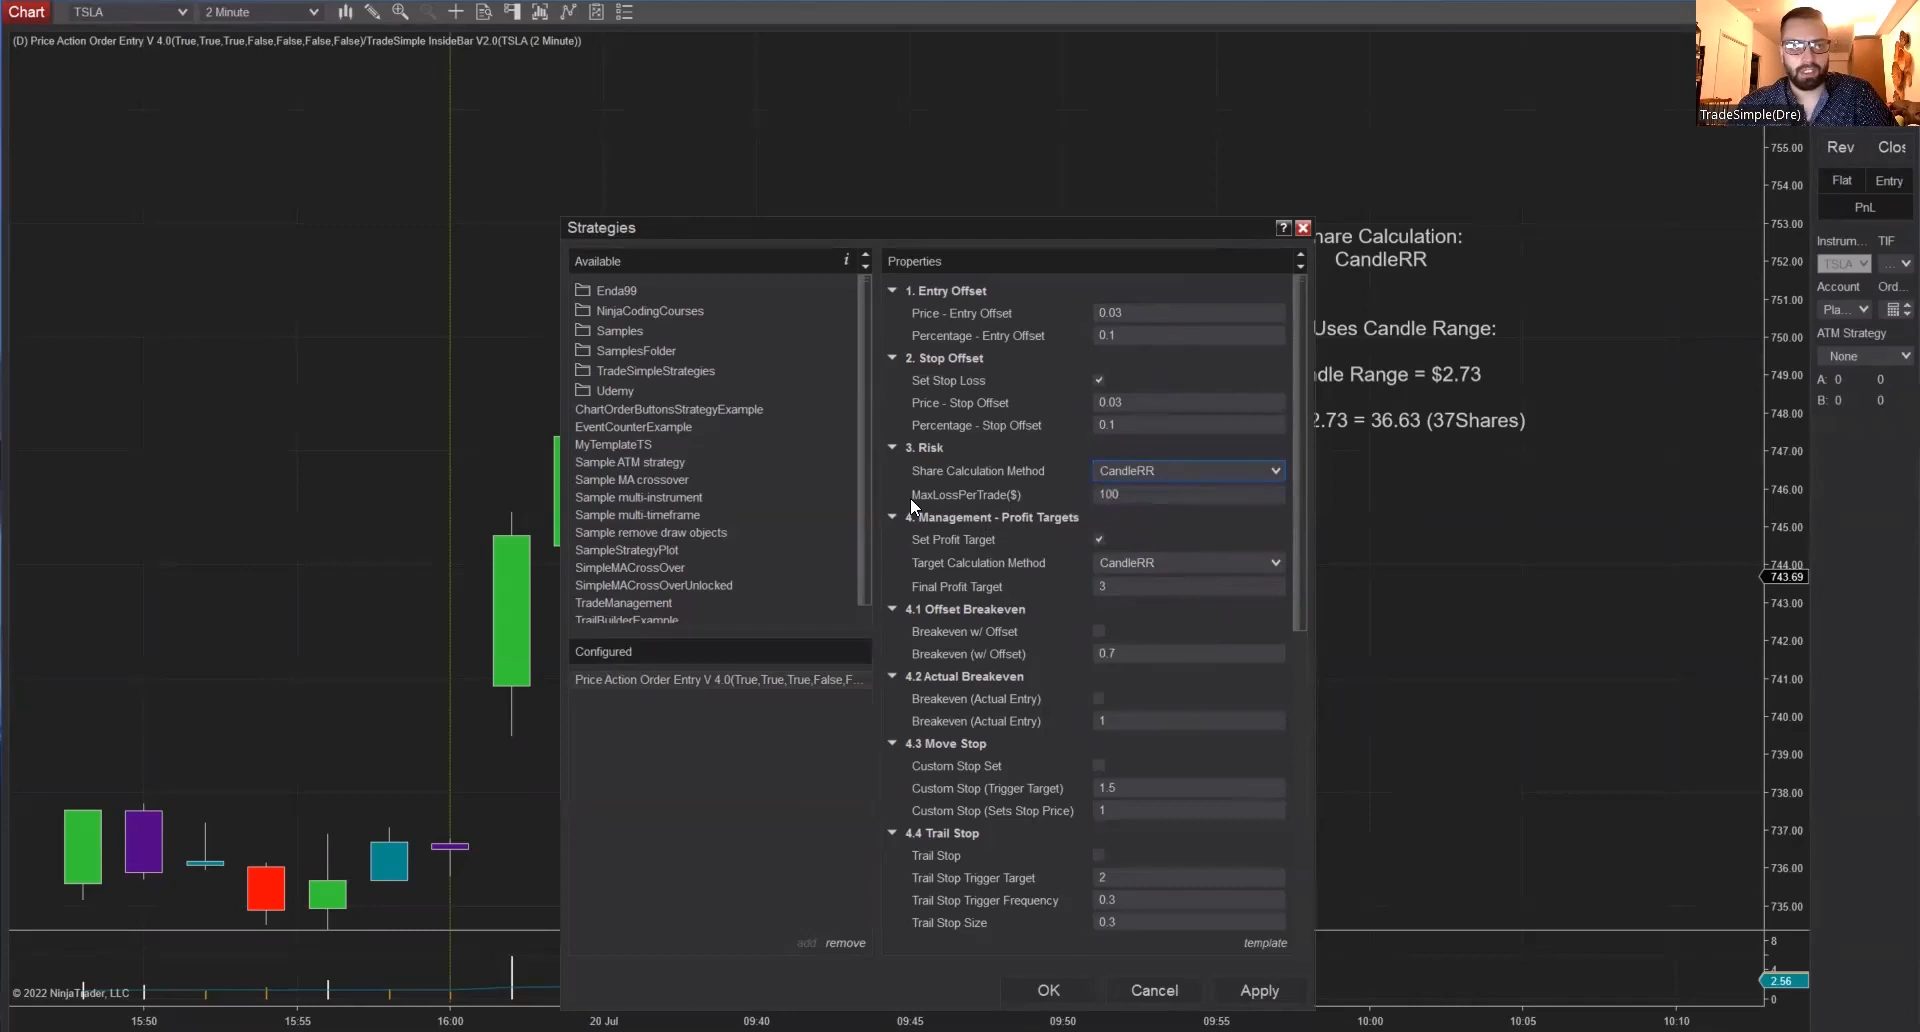 Chart
TSLA
2 Minute
(D) Price Action Order Entry V 4.0(True,True,True,False,False,False,False)/TradeSimple InsideBar V2.0(TSLA (2 Minute))
TradeSimple(Dre)
Strategies
?
Available
i
Enda99
NinjaCodingCourses
Samples
SamplesFolder
TradeSimpleStrategies
Udemy
ChartOrderButtonsStrategyExample
EventCounterExample
MyTemplateTS
Sample ATM strategy
Sample MA crossover
Sample multi-instrument
Sample multi-timeframe
Sample remove draw objects
SampleStrategyPlot
SimpleMACrossOver
SimpleMACrossOverUnlocked
TradeManagement
TrailBuilderExample
Configured
Price Action Order Entry V 4.0(True,True,True,False,F...
add remove
Properties
1. Entry Offset
Price - Entry Offset 0.03
Percentage - Entry Offset 0.1
2. Stop Offset
Set Stop Loss
Price - Stop Offset 0.03
Percentage - Stop Offset 0.1
3. Risk
Share Calculation Method CandleRR
MaxLossPerTrade($) 100
4. Management - Profit Targets
Set Profit Target
Target Calculation Method CandleRR
Final Profit Target 3
4.1 Offset Breakeven
Breakeven w/ Offset
Breakeven (w/ Offset) 0.7
4.2 Actual Breakeven
Breakeven (Actual Entry)
Breakeven (Actual Entry) 1
4.3 Move Stop
Custom Stop Set
Custom Stop (Trigger Target) 1.5
Custom Stop (Sets Stop Price) 1
4.4 Trail Stop
Trail Stop
Trail Stop Trigger Target 2
Trail Stop Trigger Frequency 0.3
Trail Stop Size 0.3
template
OK Cancel Apply
hare Calculation:
CandleRR
Uses Candle Range:
dle Range = $2.73
2.73 = 36.63 (37Shares)
755.00
754.00
753.00
752.00
751.00
750.00
749.00
748.00
747.00
746.00
745.00
744.00
743.69
743.00
742.00
741.00
740.00
739.00
738.00
737.00
736.00
735.00
8
4
2.56
0
Rev Clos
Flat Entry
PnL
Instrum... TIF
TSLA ...
Account Ord...
Pla...
ATM Strategy
None
A: 0 0
B: 0 0
© 2022 NinjaTrader, LLC
15:50 15:55 16:00 20 Jul 09:40 09:45 09:50 09:55 10:00 10:05 10:10